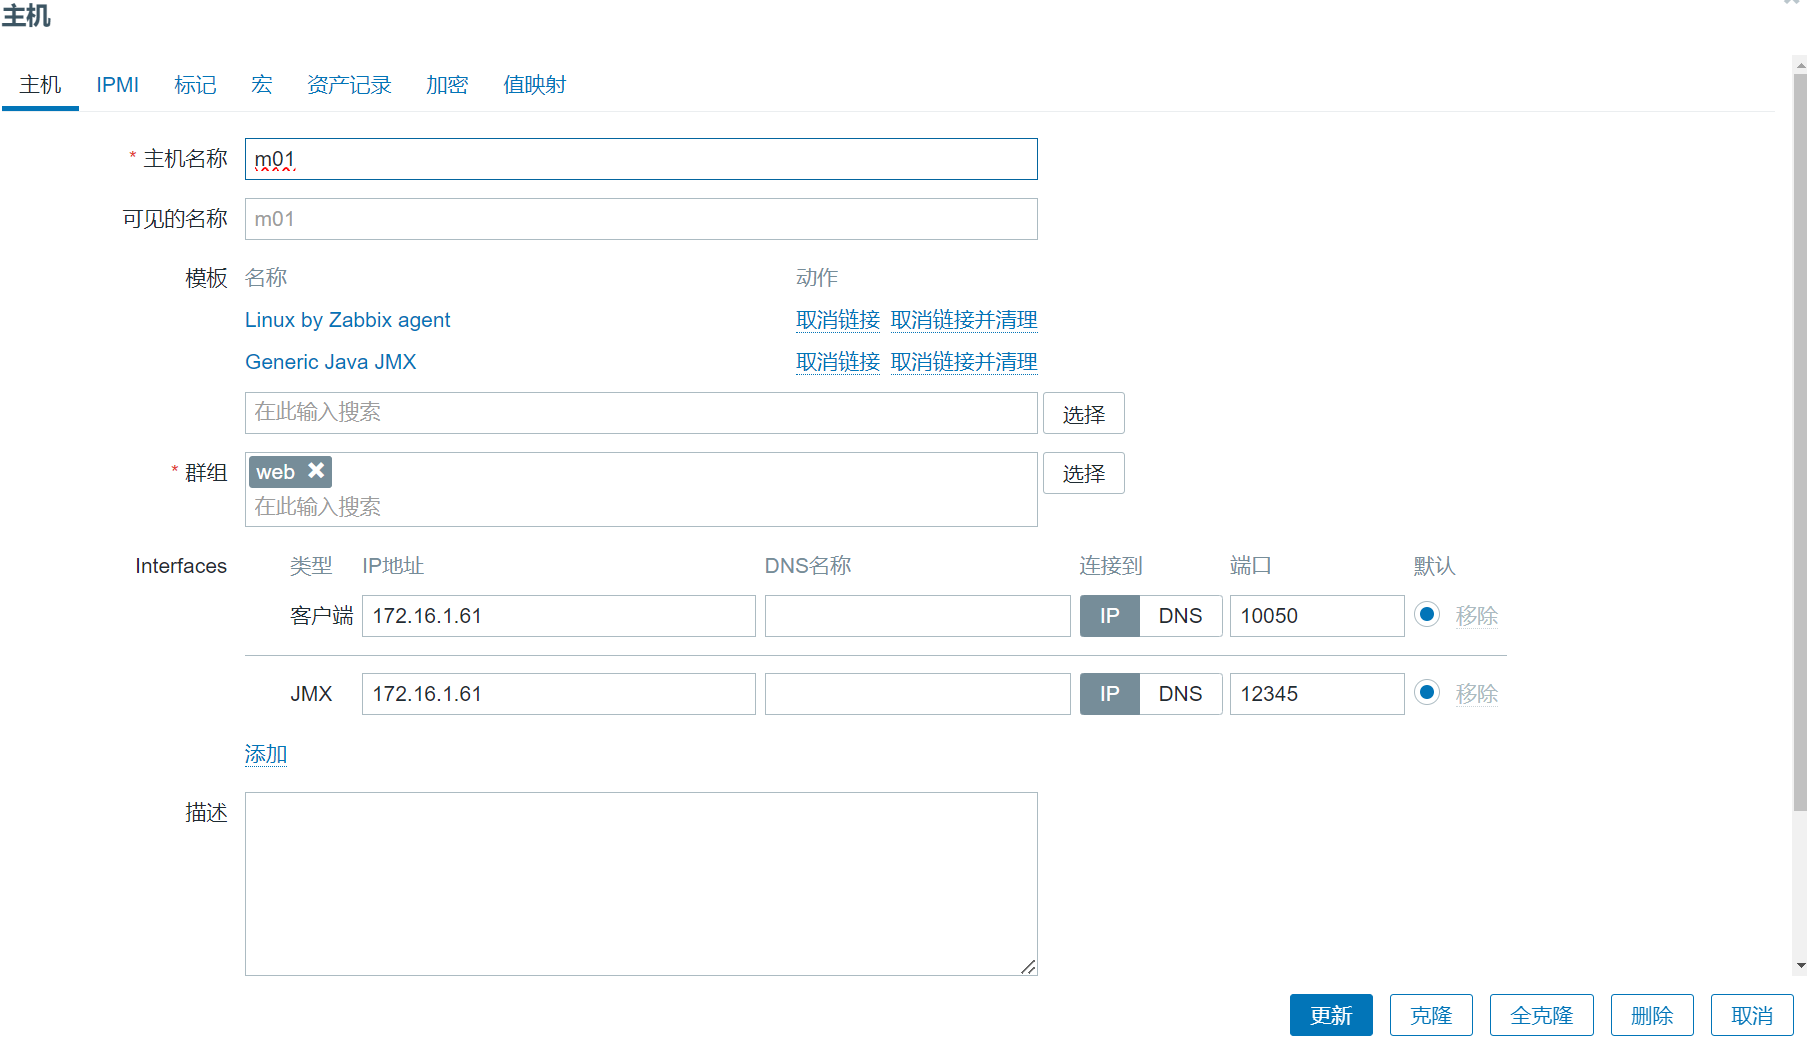 主机
主机 IPMI 标记 宏 资产记录 加密 值映射
* 主机名称 m01
可见的名称 m01
模板 名称 动作
Linux by Zabbix agent 取消链接 取消链接并清理
Generic Java JMX 取消链接 取消链接并清理
在此输入搜索 选择
* 群组 web 选择
在此输入搜索
Interfaces 类型 IP地址 DNS名称 连接到 端口 默认
客户端 172.16.1.61 IP DNS 10050 移除
JMX 172.16.1.61 IP DNS 12345 移除
添加
描述
更新 克隆 全克隆 删除 取消